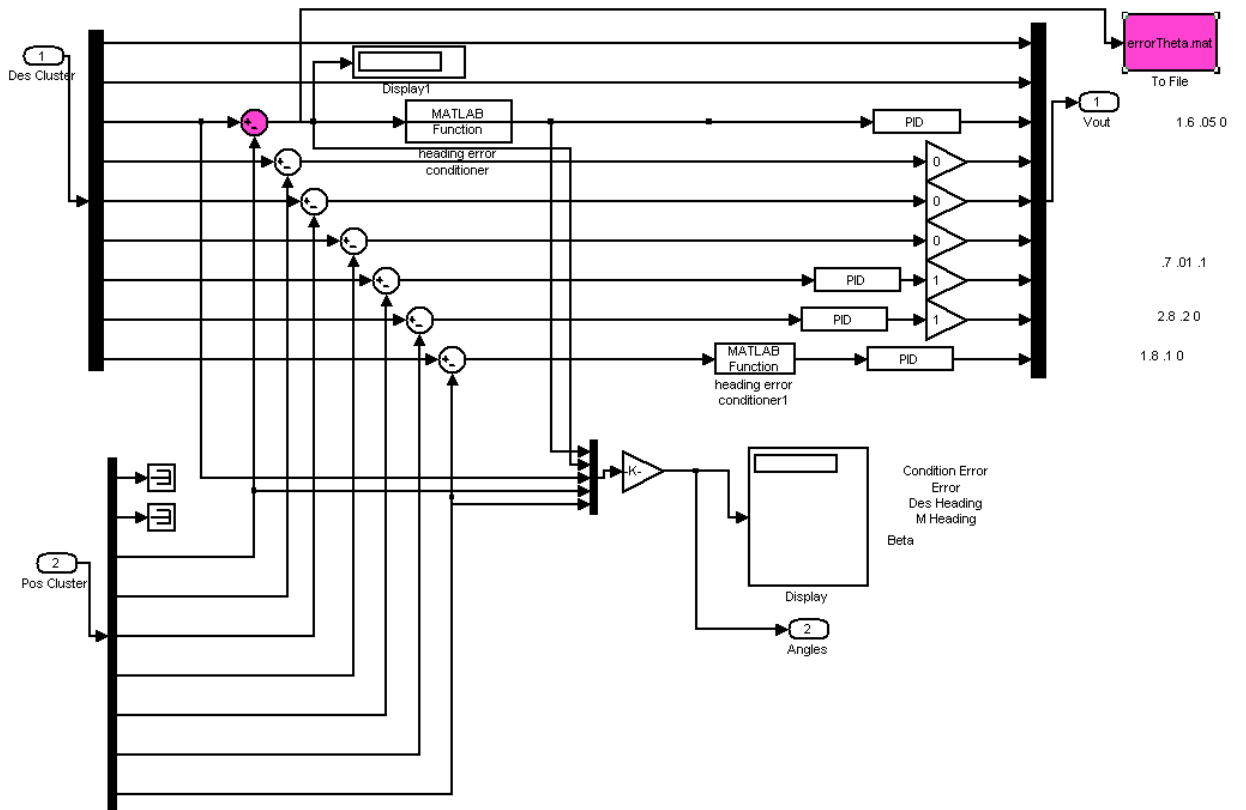 1
Des Cluster
Display1
MATLAB
Function
heading error
conditioner
PID
errorTheta.mat
To File
1
Vout
1.6 .05 0
+-
+-
+-
+-
+-
+-
+-
0
0
0
PID
1
.7 .01 .1
PID
1
2.8 .2 0
MATLAB
Function
heading error
conditioner1
PID
1.8 .1 0
-K-
Condition Error
Error
Des Heading
M Heading
Beta
Display
2
Pos Cluster
2
Angles